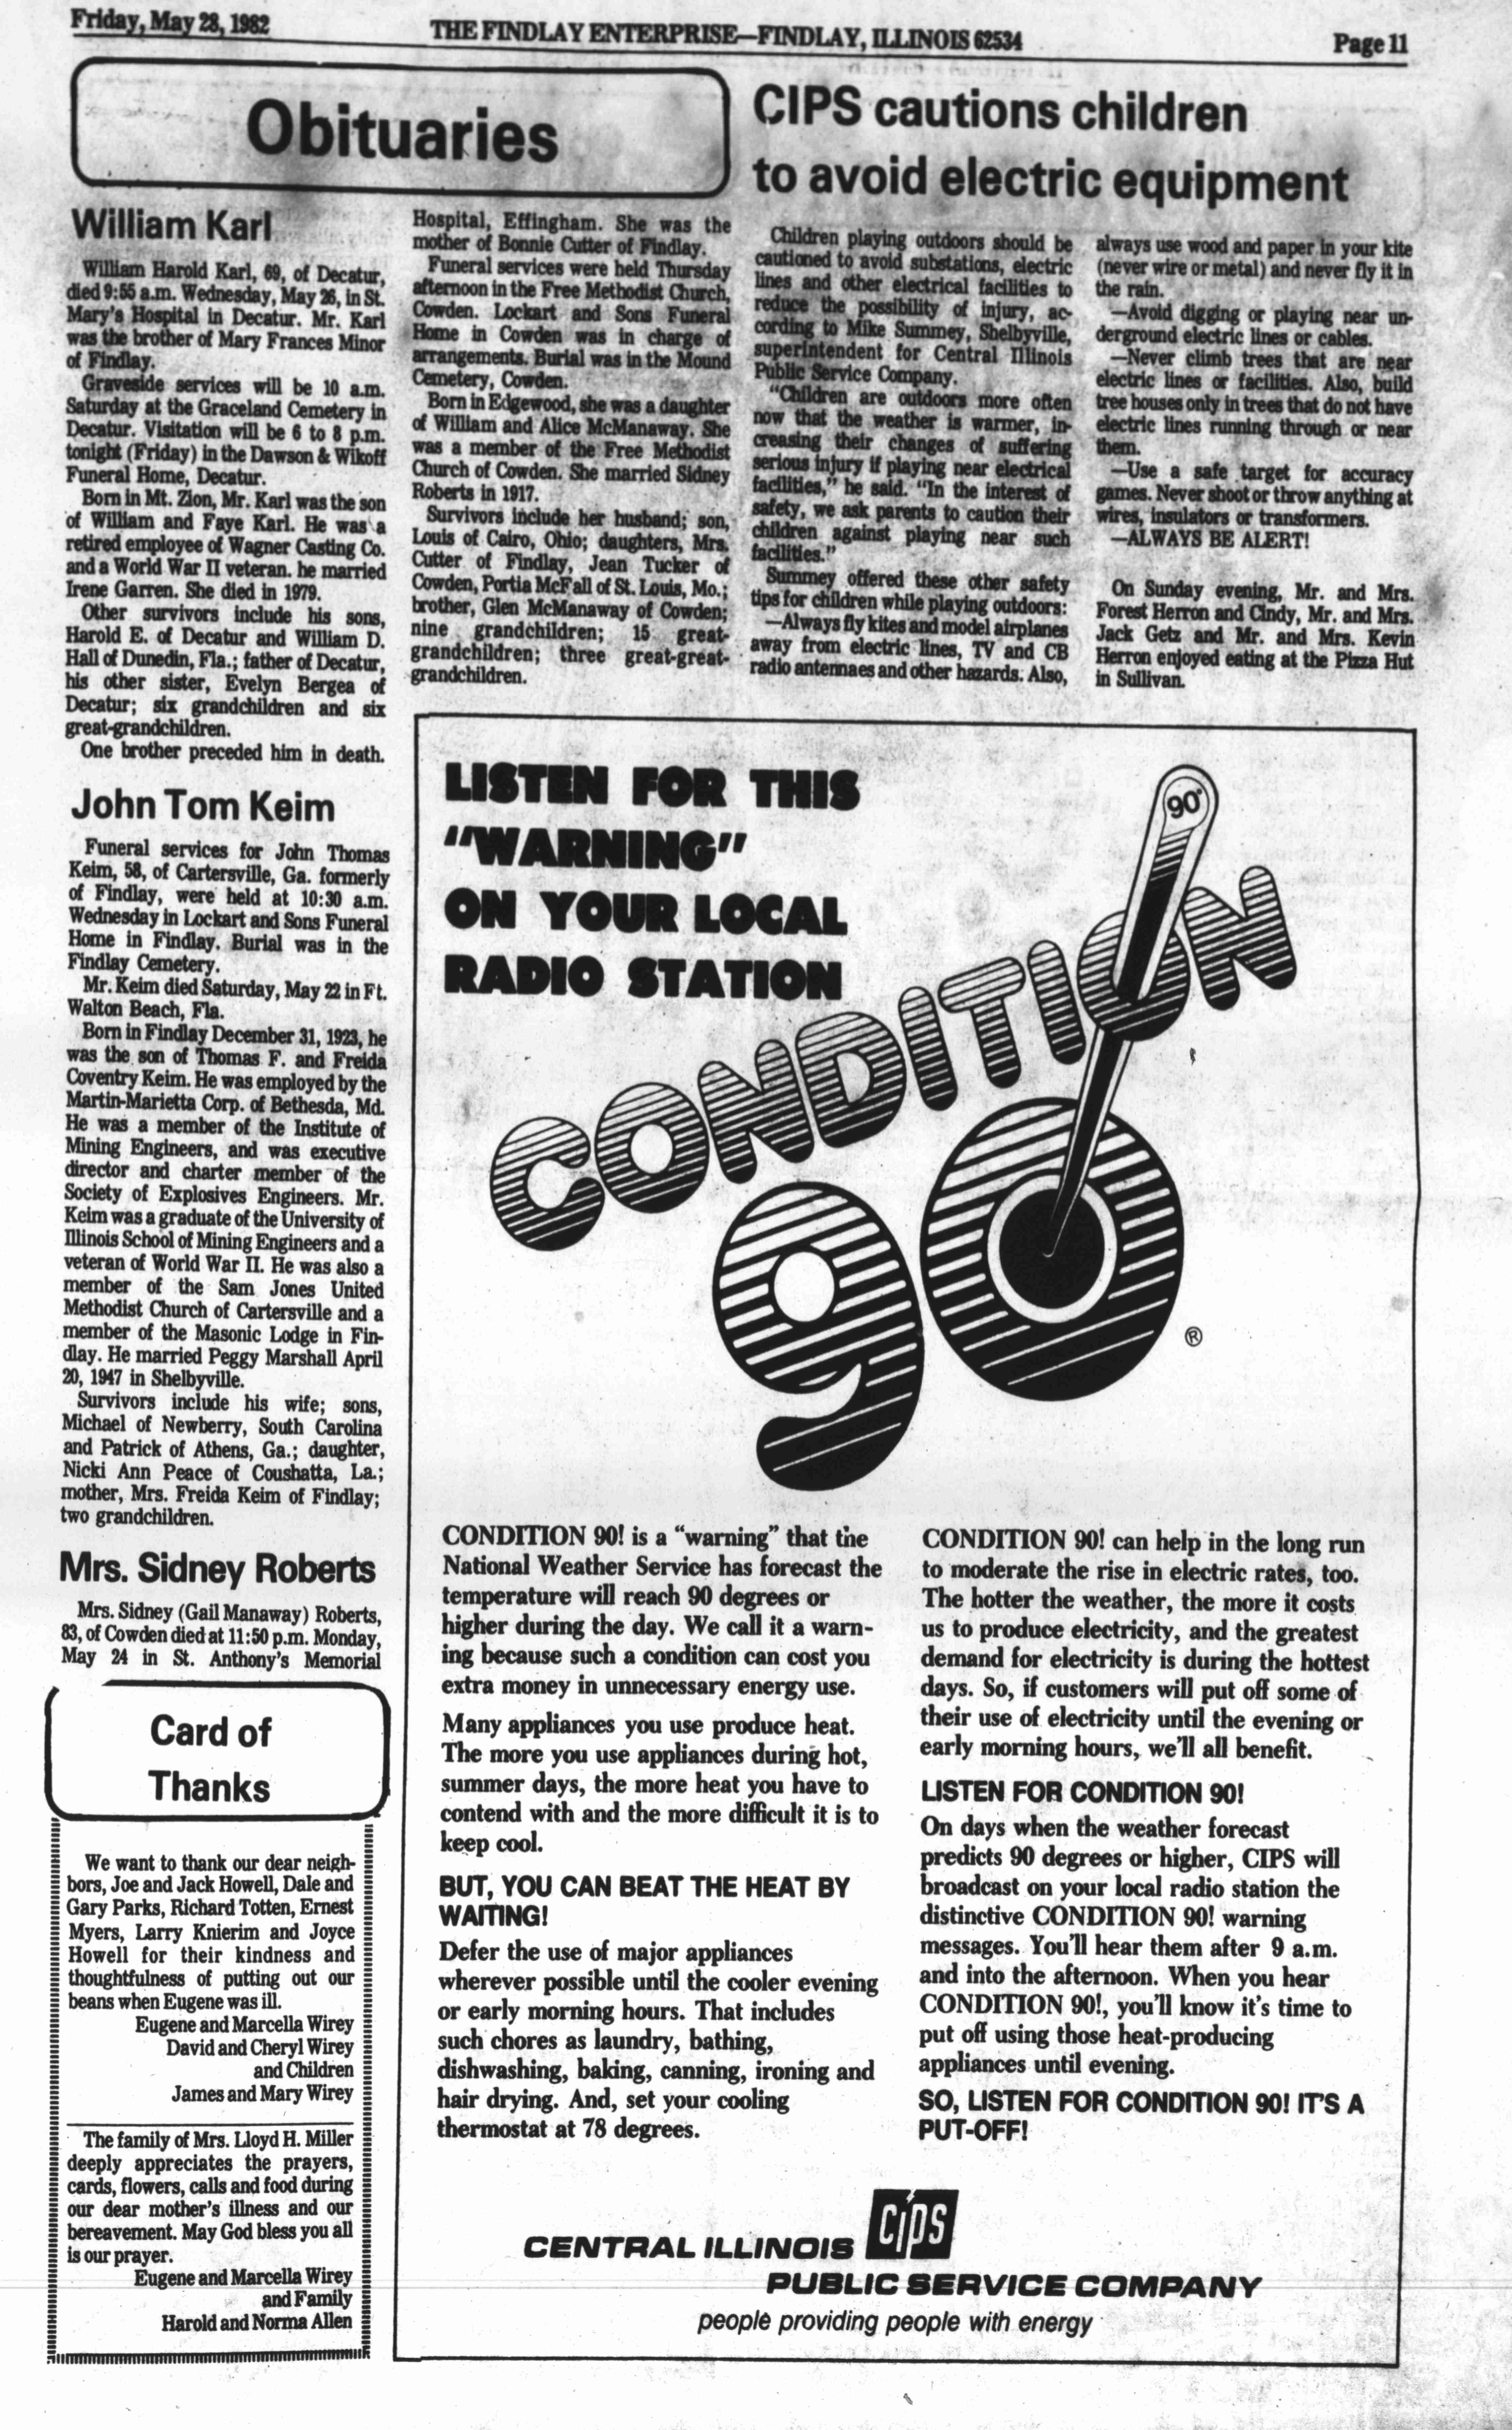 Friday, May 28, 1982
THE FINDLAY ENTERPRISE—FINDLAY, ILLINOIS 62534
Page 11
Obituaries
William Karl
William Harold Karl, 69, of Decatur,
died 9:55 a.m. Wednesday, May 26, in St.
Mary's Hospital in Decatur. Mr. Karl
was the brother of Mary Frances Minor
of Findlay.
Graveside services will be 10 a.m.
Saturday at the Graceland Cemetery in
Decatur. Visitation will be 6 to 8 p.m.
tonight (Friday) in the Dawson & Wikoff
Funeral Home, Decatur.
Born in Mt. Zion, Mr. Karl was the son
of William and Faye Karl. He was a
retired employee of Wagner Casting Co.
and a World War II veteran. he married
Irene Garren. She died in 1979.
Other survivors include his sons,
Harold E. of Decatur and William D.
Hall of Dunedin, Fla.; father of Decatur,
his other sister, Evelyn Bergea of
Decatur; six grandchildren and six
great-grandchildren.
One brother preceded him in death.
John Tom Keim
Funeral services for John Thomas
Keim, 58, of Cartersville, Ga. formerly
of Findlay, were held at 10:30 a.m.
Wednesday in Lockart and Sons Funeral
Home in Findlay. Burial was in the
Findlay Cemetery.
Mr. Keim died Saturday, May 22 in Ft.
Walton Beach, Fla.
Born in Findlay December 31, 1923, he
was the son of Thomas F. and Freida
Coventry Keim. He was employed by the
Martin-Marietta Corp. of Bethesda, Md.
He was a member of the Institute of
Mining Engineers, and was executive
director and charter member of the
Society of Explosives Engineers. Mr.
Keim was a graduate of the University of
Illinois School of Mining Engineers and a
veteran of World War II. He was also a
member of the Sam Jones United
Methodist Church of Cartersville and a
member of the Masonic Lodge in Fin-
dlay. He married Peggy Marshall April
20, 1947 in Shelbyville.
Survivors include his wife; sons,
Michael of Newberry, South Carolina
and Patrick of Athens, Ga.; daughter,
Nicki Ann Peace of Coushatta, La.;
mother, Mrs. Freida Keim of Findlay;
two grandchildren.
Mrs. Sidney Roberts
Mrs. Sidney (Gail Manaway) Roberts,
83, of Cowden died at 11:50 p.m. Monday,
May 24 in St. Anthony's Memorial
Hospital, Effingham. She was the
mother of Bonnie Cutter of Findlay.
Funeral services were held Thursday
afternoon in the Free Methodist Church,
Cowden. Lockart and Sons Funeral
Home in Cowden was in charge of
arrangements. Burial was in the Mound
Cemetery, Cowden.
Born in Edgewood, she was a daughter
of William and Alice McManaway. She
was a member of the Free Methodist
Church of Cowden. She married Sidney
Roberts in 1917.
Survivors include her husband; son,
Louis of Cairo, Ohio; daughters, Mrs.
Cutter of Findlay, Jean Tucker of
Cowden, Portia McFall of St. Louis, Mo.;
brother, Glen McManaway of Cowden;
nine grandchildren; 15 great-
grandchildren; three great-great-
grandchildren.
CIPS cautions children
to avoid electric equipment
Children playing outdoors should be
cautioned to avoid substations, electric
lines and other electrical facilities to
reduce the possibility of injury, ac-
cording to Mike Summey, Shelbyville,
superintendent for Central Illinois
Public Service Company.
"Children are outdoors more often
now that the weather is warmer, in-
creasing their changes of suffering
serious injury if playing near electrical
facilities," he said. "In the interest of
safety, we ask parents to caution their
children against playing near such
facilities."
Summey offered these other safety
tips for children while playing outdoors:
—Always fly kites and model airplanes
away from electric lines, TV and CB
radio antennaes and other hazards. Also,
always use wood and paper in your kite
(never wire or metal) and never fly it in
the rain.
—Avoid digging or playing near un-
derground electric lines or cables.
—Never climb trees that are near
electric lines or facilities. Also, build
tree houses only in trees that do not have
electric lines running through or near
them.
—Use a safe target for accuracy
games. Never shoot or throw anything at
wires, insulators or transformers.
—ALWAYS BE ALERT!
On Sunday evening, Mr. and Mrs.
Forest Herron and Cindy, Mr. and Mrs.
Jack Getz and Mr. and Mrs. Kevin
Herron enjoyed eating at the Pizza Hut
in Sullivan.
Card of
Thanks
We want to thank our dear neigh-
bors, Joe and Jack Howell, Dale and
Gary Parks, Richard Totten, Ernest
Myers, Larry Knierim and Joyce
Howell for their kindness and
thoughtfulness of putting out our
beans when Eugene was ill.
Eugene and Marcella Wirey
David and Cheryl Wirey
and Children
James and Mary Wirey
The family of Mrs. Lloyd H. Miller
deeply appreciates the prayers,
cards, flowers, calls and food during
our dear mother's illness and our
bereavement. May God bless you all
is our prayer.
Eugene and Marcella Wirey
and Family
Harold and Norma Allen
LISTEN FOR THIS
"WARNING"
ON YOUR LOCAL
RADIO STATION
90°
CONDITION
90
®
CONDITION 90! is a "warning" that the
National Weather Service has forecast the
temperature will reach 90 degrees or
higher during the day. We call it a warn-
ing because such a condition can cost you
extra money in unnecessary energy use.
Many appliances you use produce heat.
The more you use appliances during hot,
summer days, the more heat you have to
contend with and the more difficult it is to
keep cool.
BUT, YOU CAN BEAT THE HEAT BY
WAITING!
Defer the use of major appliances
wherever possible until the cooler evening
or early morning hours. That includes
such chores as laundry, bathing,
dishwashing, baking, canning, ironing and
hair drying. And, set your cooling
thermostat at 78 degrees.
CONDITION 90! can help in the long run
to moderate the rise in electric rates, too.
The hotter the weather, the more it costs
us to produce electricity, and the greatest
demand for electricity is during the hottest
days. So, if customers will put off some of
their use of electricity until the evening or
early morning hours, we'll all benefit.
LISTEN FOR CONDITION 90!
On days when the weather forecast
predicts 90 degrees or higher, CIPS will
broadcast on your local radio station the
distinctive CONDITION 90! warning
messages. You'll hear them after 9 a.m.
and into the afternoon. When you hear
CONDITION 90!, you'll know it's time to
put off using those heat-producing
appliances until evening.
SO, LISTEN FOR CONDITION 90! IT'S A
PUT-OFF!
CENTRAL ILLINOIS
CIPS
PUBLIC SERVICE COMPANY
people providing people with energy